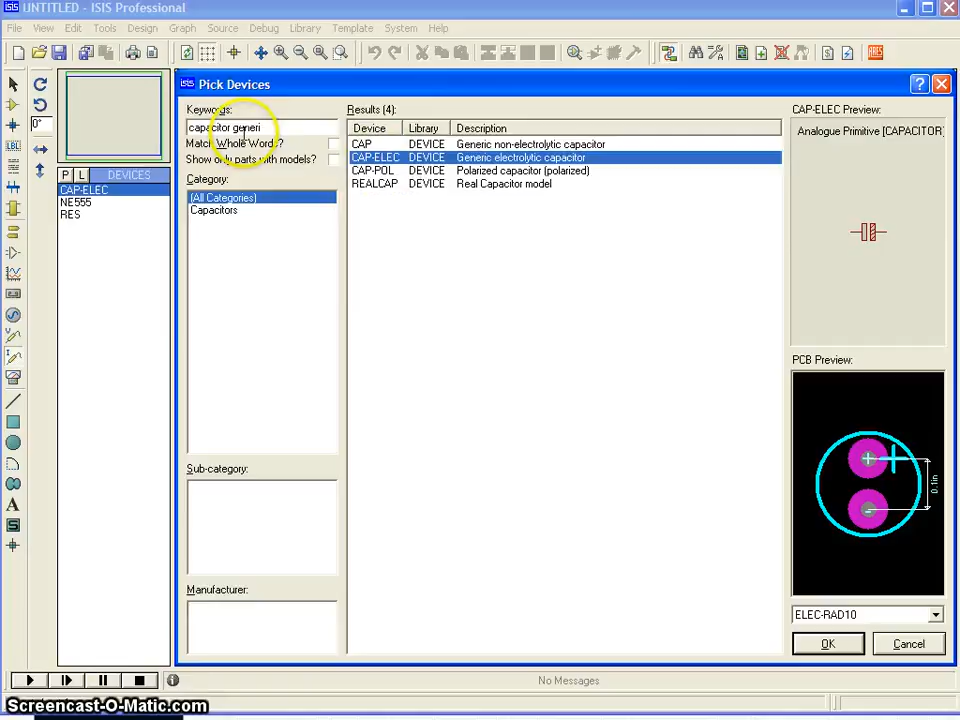 UNTITLED - ISIS Professional
File View Edit Tools Design Graph Source Debug Library Template System Help
ARES
0°
LBL
P L DEVICES
CAP-ELEC
NE555
RES
Pick Devices
Keywords:
capacitor generi
Match Whole Words?
Show only parts with models?
Category:
(All Categories)
Capacitors
Sub-category:
Manufacturer:
Results (4):
Device Library Description
CAP DEVICE Generic non-electrolytic capacitor
CAP-ELEC DEVICE Generic electrolytic capacitor
CAP-POL DEVICE Polarized capacitor (polarized)
REALCAP DEVICE Real Capacitor model
CAP-ELEC Preview:
Analogue Primitive [CAPACITOR]
PCB Preview:
0.1in
ELEC-RAD10
OK Cancel
No Messages
Screencast-O-Matic.com